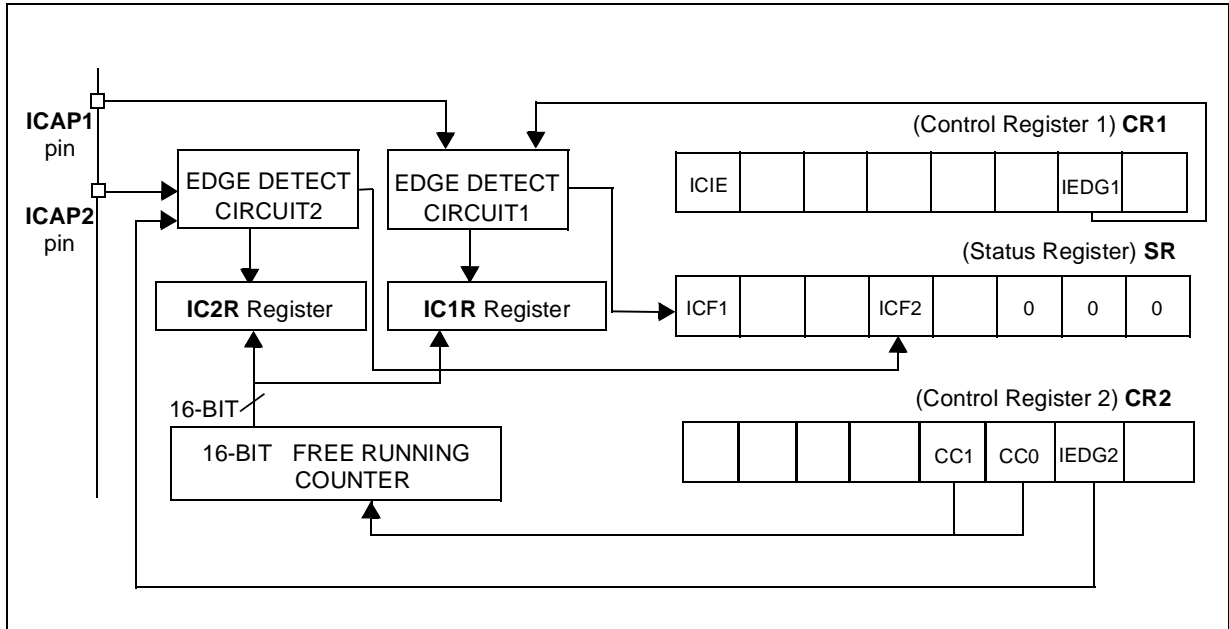 ICAP1
pin
ICAP2
pin
EDGE DETECT
CIRCUIT2
EDGE DETECT
CIRCUIT1
IC2R Register
IC1R Register
16-BIT
16-BIT FREE RUNNING
COUNTER
(Control Register 1) CR1
ICIE IEDG1
(Status Register) SR
ICF1 ICF2 0 0 0
(Control Register 2) CR2
CC1 CC0 IEDG2